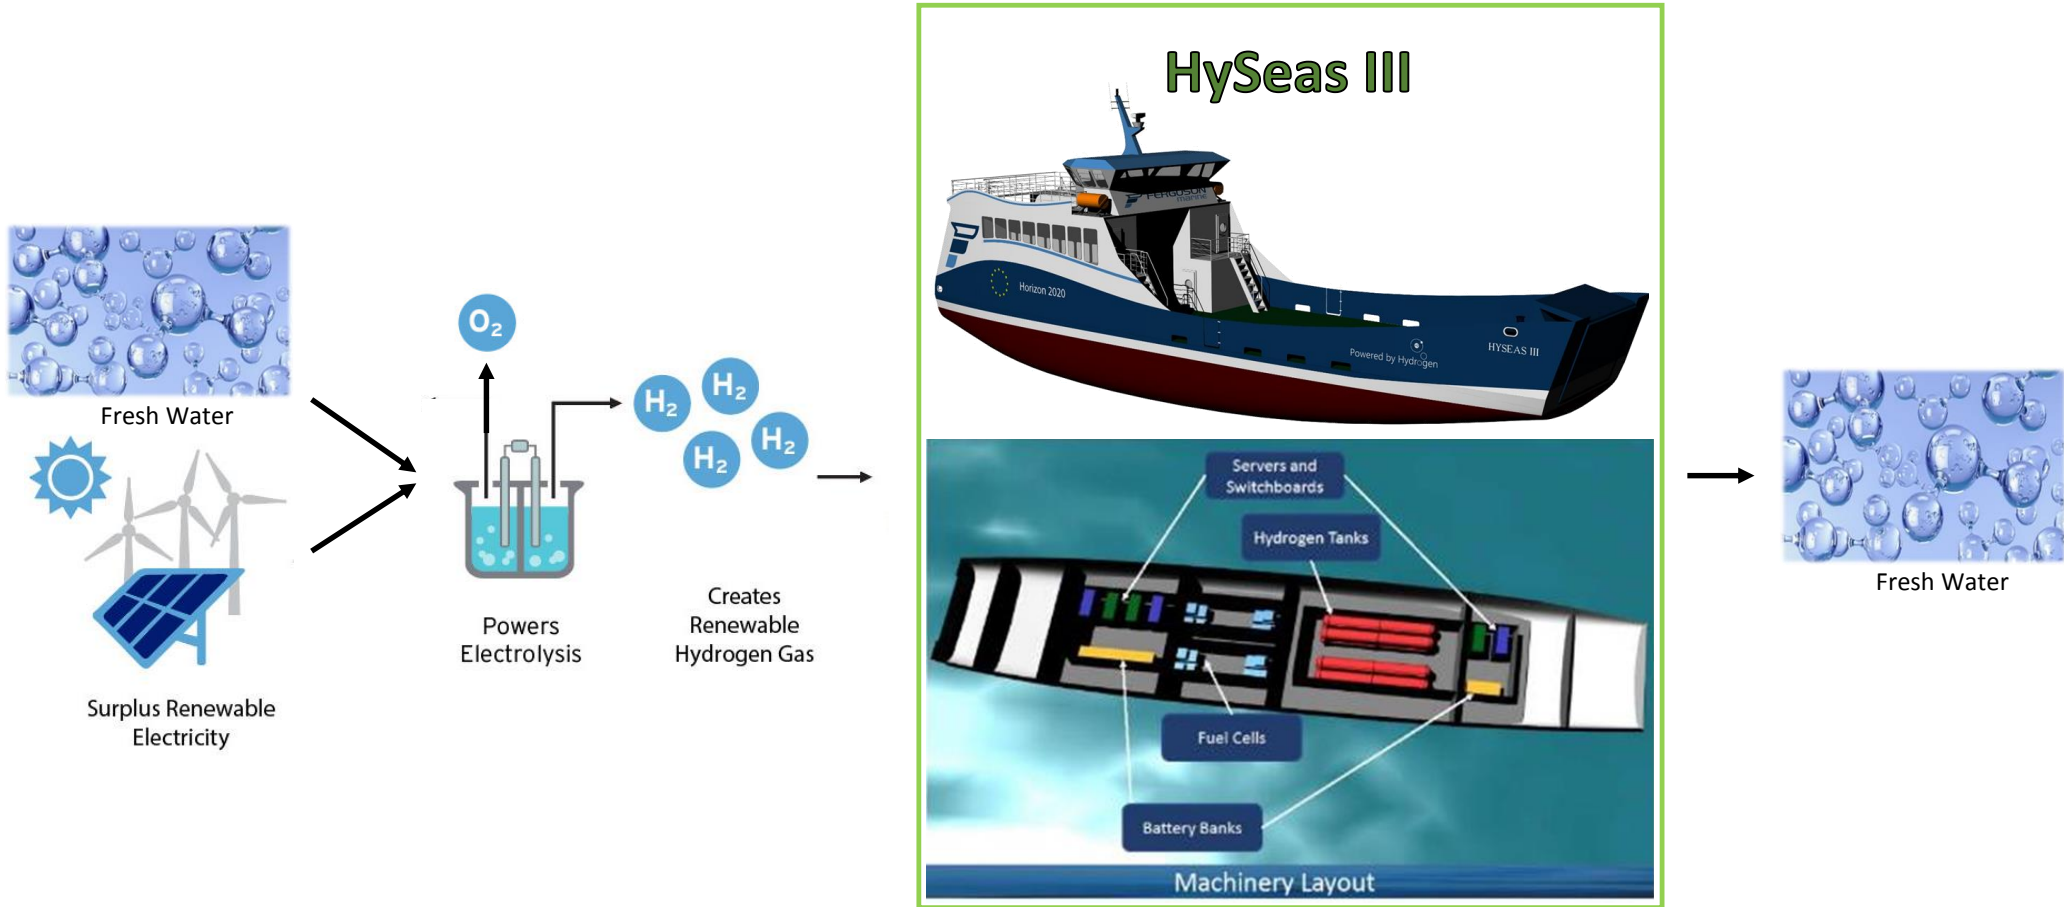 Fresh Water
Surplus Renewable
Electricity
O₂
Powers
Electrolysis
H₂
H₂
H₂
H₂
Creates
Renewable
Hydrogen Gas
HySeas III
FERGUSON
marine
Horizon 2020
Powered by Hydrogen
HYSEAS III
Servers and
Switchboards
Hydrogen Tanks
Fuel Cells
Battery Banks
Machinery Layout
Fresh Water